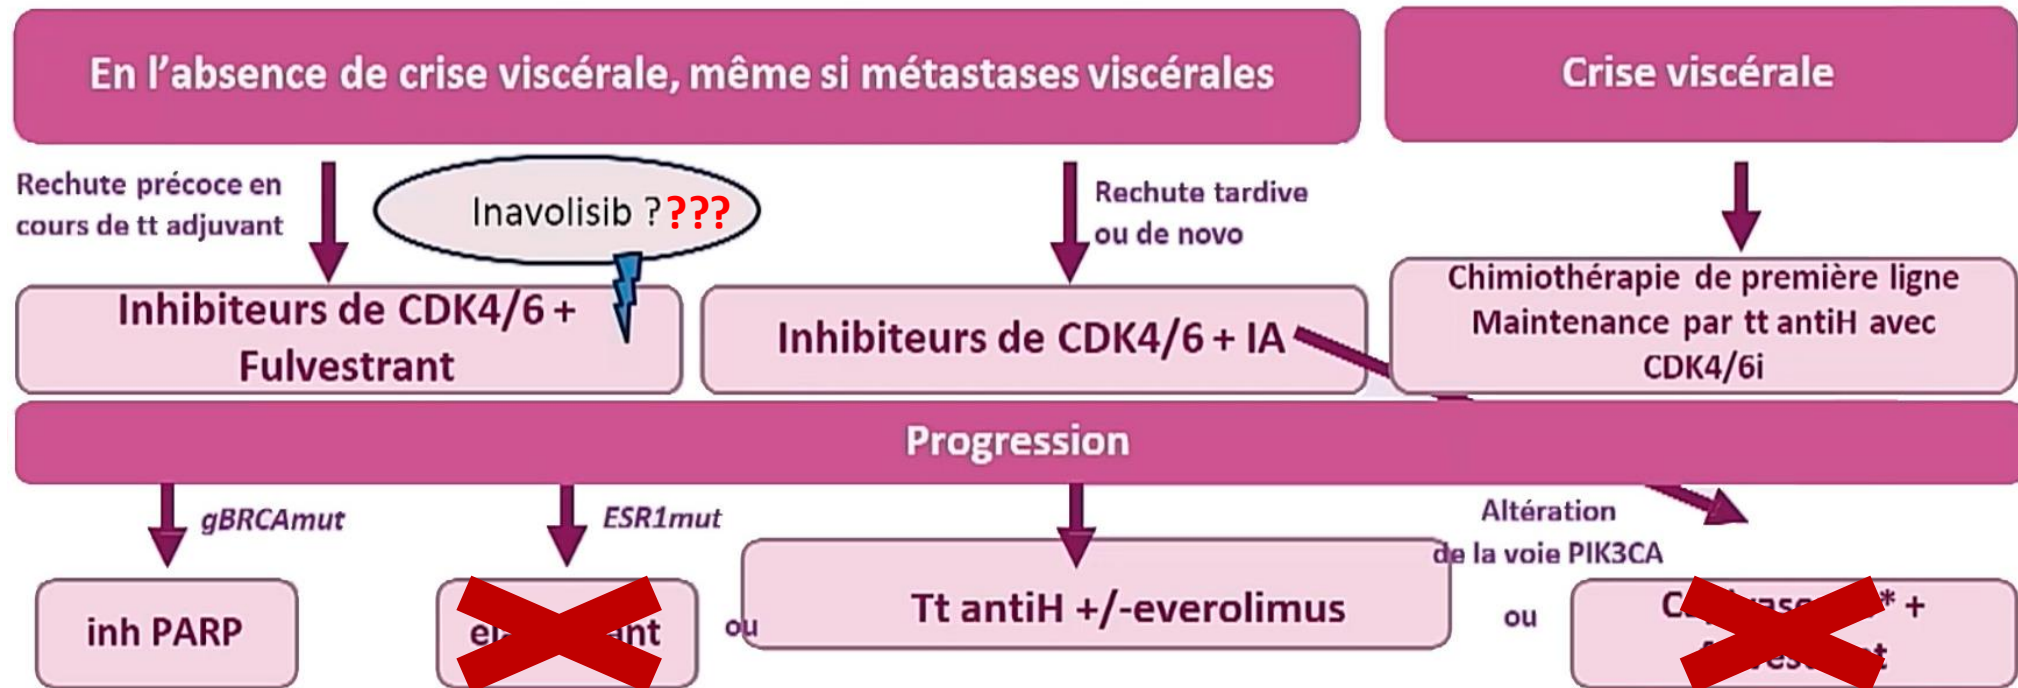 En l'absence de crise viscérale, même si métastases viscérales
Crise viscérale
Rechute précoce en
cours de tt adjuvant
Inavolisib ????
Rechute tardive
ou de novo
Inhibiteurs de CDK4/6 +
Fulvestrant
Inhibiteurs de CDK4/6 + IA
Chimiothérapie de première ligne
Maintenance par tt antiH avec
CDK4/6i
Progression
gBRCAmut
ESR1mut
Altération
de la voie PIK3CA
inh PARP
ou
Tt antiH +/-everolimus
ou
* +